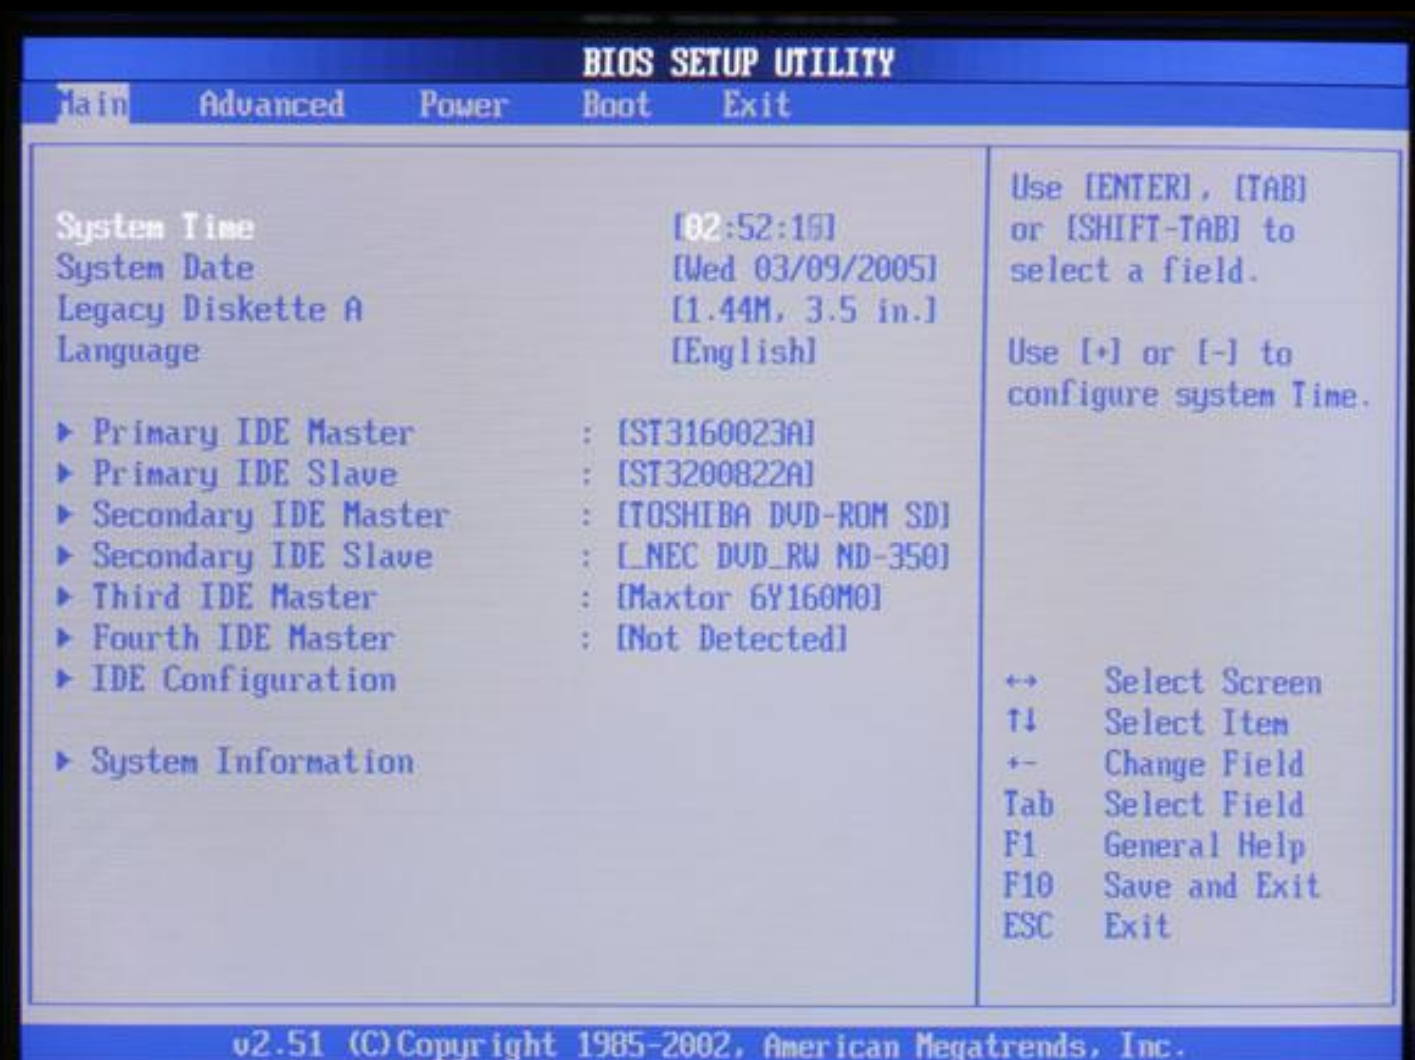 BIOS SETUP UTILITY
Main Advanced Power Boot Exit
System Time
System Date [Wed 03/09/2005]
Legacy Diskette A [1.44M, 3.5 in.]
Language [English]
▶ Primary IDE Master : [ST3160023A]
▶ Primary IDE Slave : [ST3200822A]
▶ Secondary IDE Master : [TOSHIBA DVD-ROM SD]
▶ Secondary IDE Slave : [_NEC DVD_RW ND-350]
▶ Third IDE Master : [Maxtor 6Y160M0]
▶ Fourth IDE Master : [Not Detected]
▶ IDE Configuration
▶ System Information
Use [ENTER], [TAB]
or [SHIFT-TAB] to
select a field.
Use [+] or [-] to
configure system Time.
↔ Select Screen
↑↓ Select Item
+- Change Field
Tab Select Field
F1 General Help
F10 Save and Exit
ESC Exit
v2.51 (C)Copyright 1985-2002, American Megatrends, Inc.